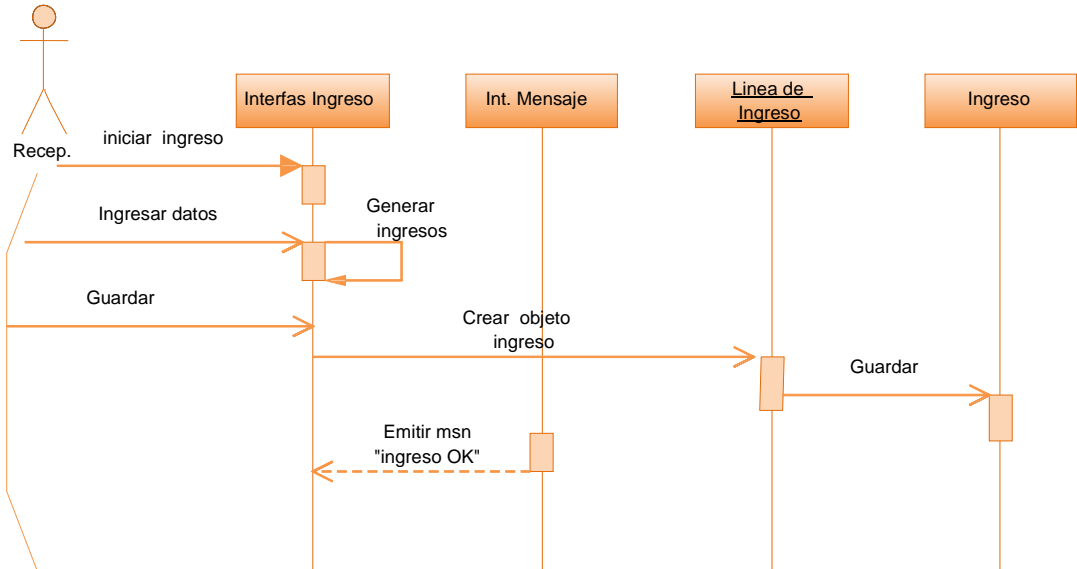 Interfas Ingreso
Int. Mensaje
Linea de
Ingreso
Ingreso
Recep.
iniciar ingreso
Ingresar datos
Generar
ingresos
Guardar
Crear objeto
ingreso
Guardar
Emitir msn
"ingreso OK"